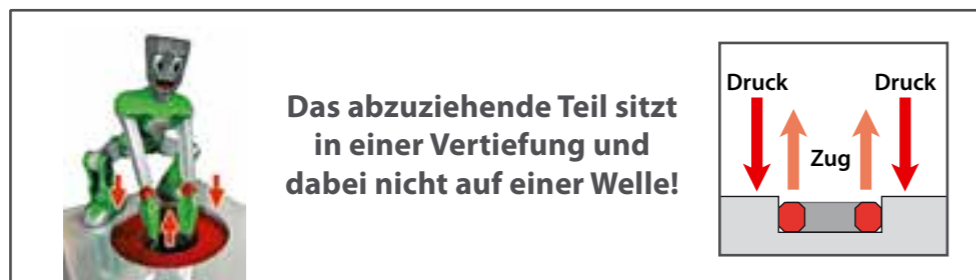 Das abzuziehende Teil sitzt
in einer Vertiefung und
dabei nicht auf einer Welle!
Druck Druck
Zug